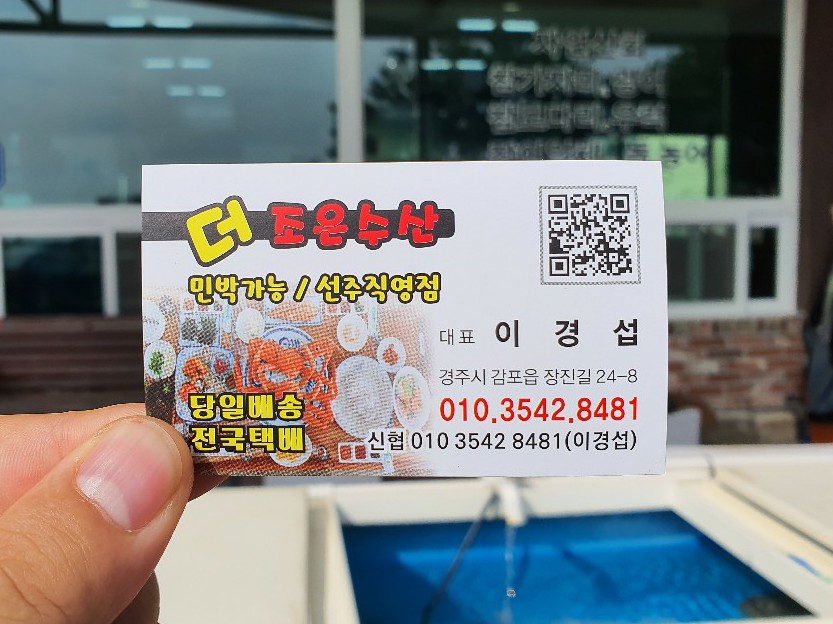 더 조은수산
민박가능 / 선주직영점
대표 이 경 섭
경주시 감포읍 장진길 24-8
010.3542.8481
신협 010 3542 8481(이경섭)
당일배송
전국택배